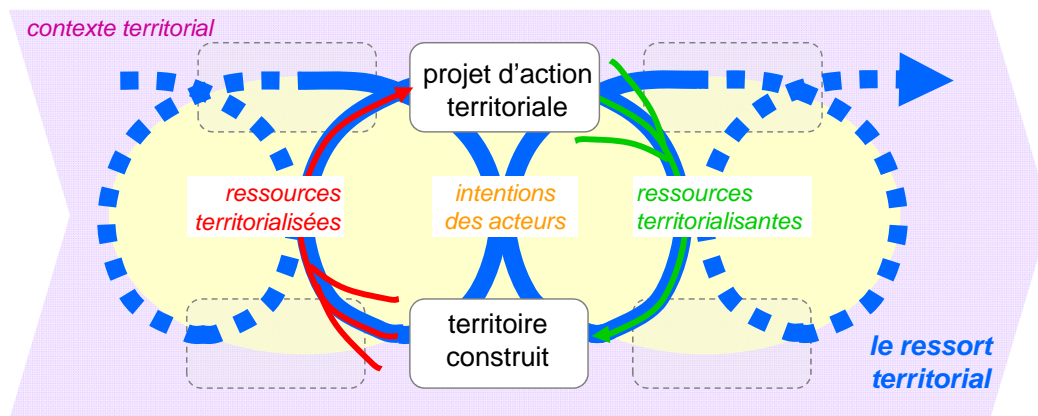 contexte territorial
projet d'action
territoriale
ressources
territorialisées
intentions
des acteurs
ressources
territorialisantes
territoire
construit
le ressort
territorial